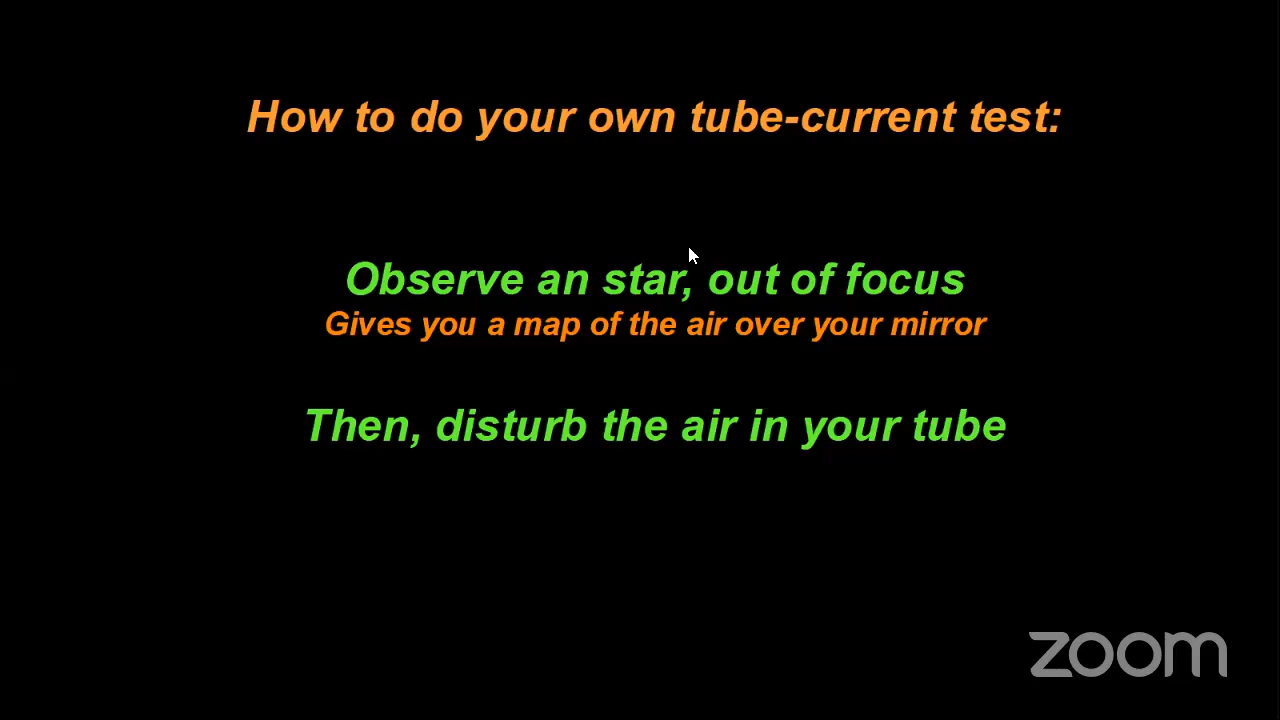 How to do your own tube-current test:
Observe an star, out of focus
Gives you a map of the air over your mirror
Then, disturb the air in your tube
zoom